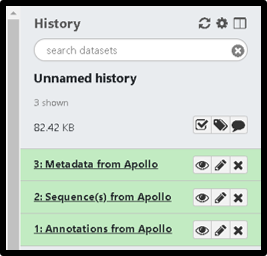 History
search datasets
Unnamed history
3 shown
82.42 KB
3: Metadata from Apollo
2: Sequence(s) from Apollo
1: Annotations from Apollo